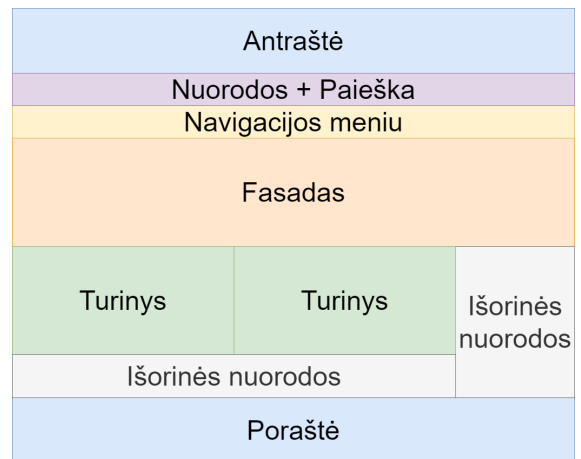 Antraštė
Nuorodos + Paieška
Navigacijos meniu
Fasadas
Turinys
Turinys
Išorinės
nuorodos
Išorinės nuorodos
Poraštė